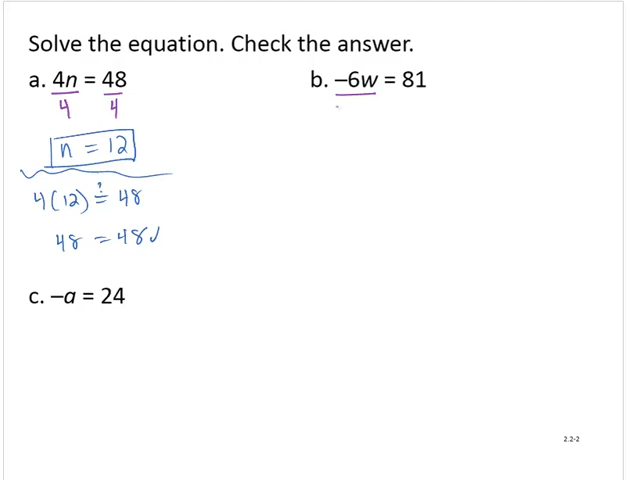 Solve the equation. Check the answer.
a. 4n = 48
4 4
n = 12
4(12) ≟ 48
48 = 48 ✓
b. –6w = 81
c. –a = 24
2.2-2